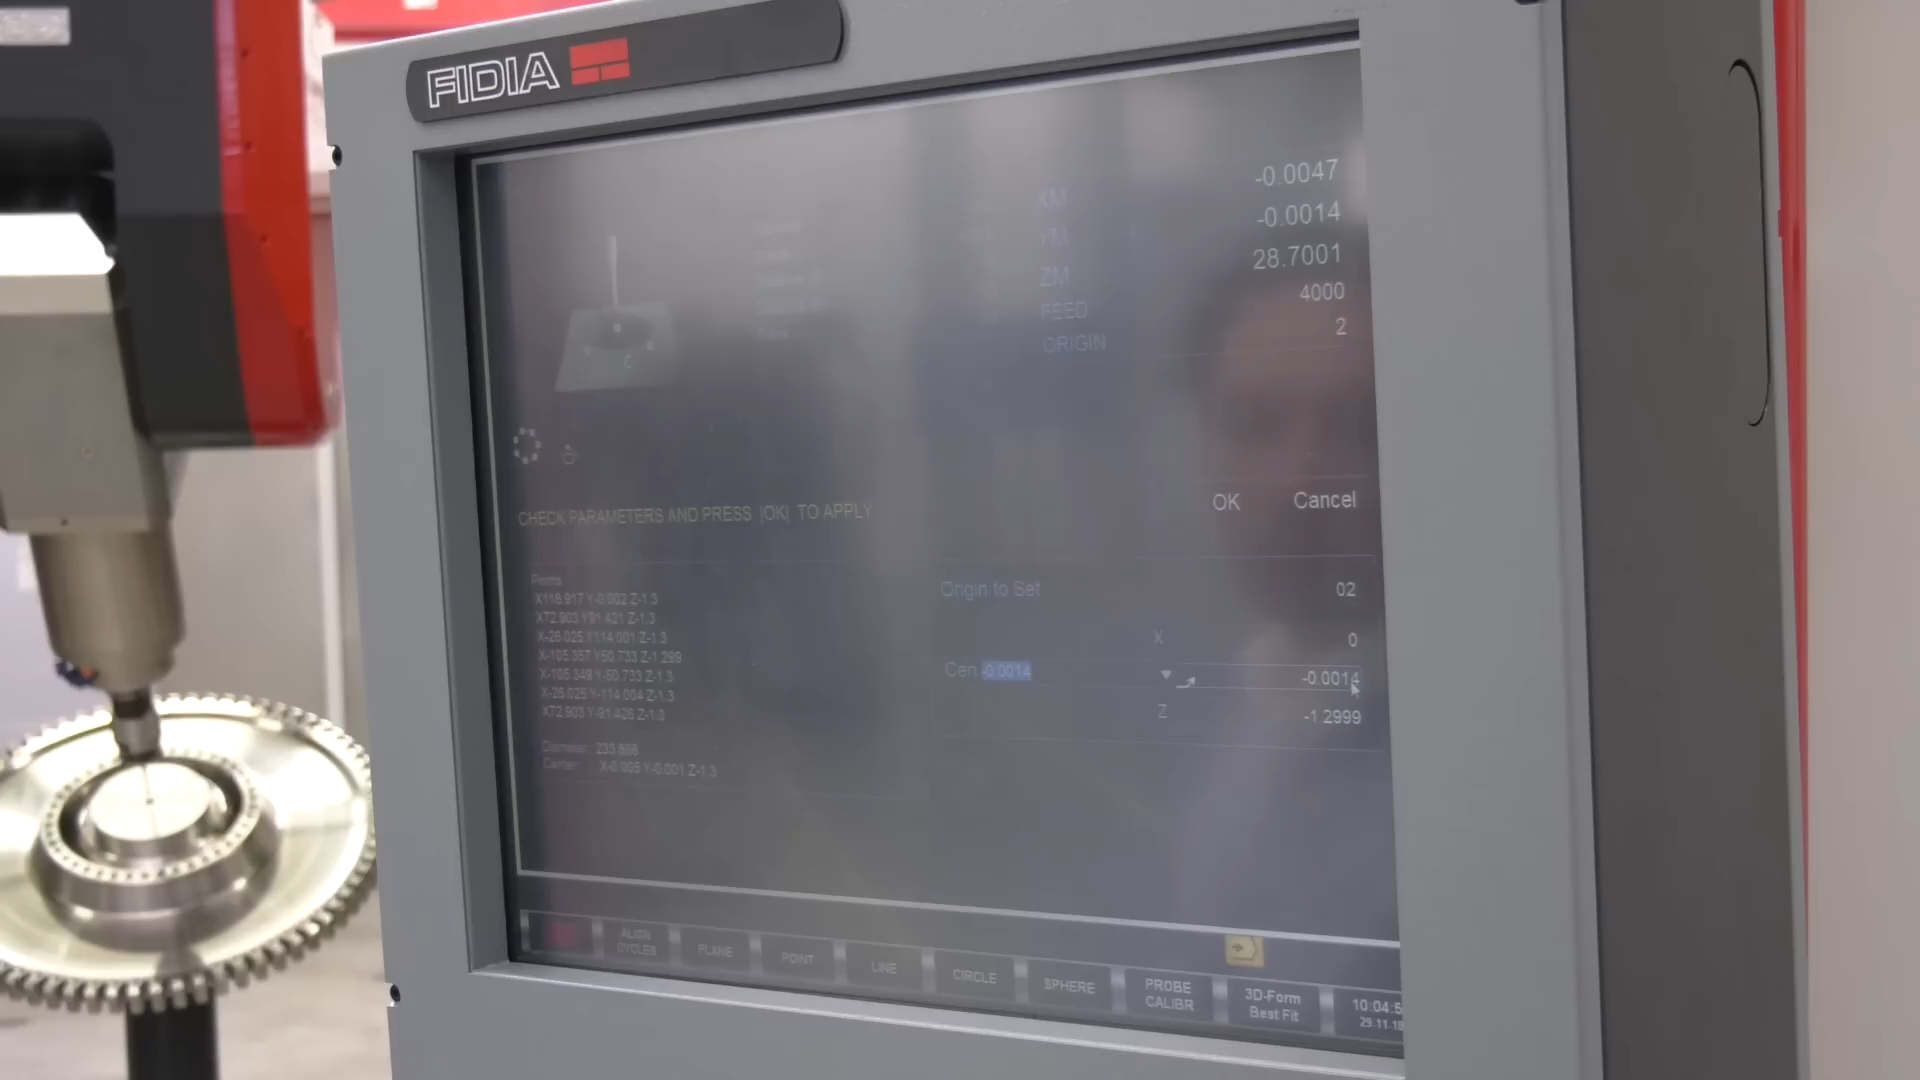 FIDIA
XM -0.0047
YM -0.0014
ZM 28.7001
FEED 4000
ORIGIN 2
CHECK PARAMETERS AND PRESS |OK| TO APPLY
OK Cancel
Points
X118.917 Y-0.002 Z-1.3
X72.903 Y91.421 Z-1.3
X-26.025 Y114.001 Z-1.3
X-105.357 Y50.733 Z-1.299
X-105.349 Y-50.733 Z-1.3
X-26.025 Y-114.004 Z-1.3
X72.903 Y-91.426 Z-1.3
Diameter: 233.868
Center: X-0.005 Y-0.001 Z-1.3
Origin to Set 02
X 0
Cen -0.0014 -0.0014
Z -1.2999
ALIGN CYCLES
PLANE
POINT
LINE
CIRCLE
SPHERE
PROBE CALIBR
3D-Form Best Fit
10:04:5
29-11-18